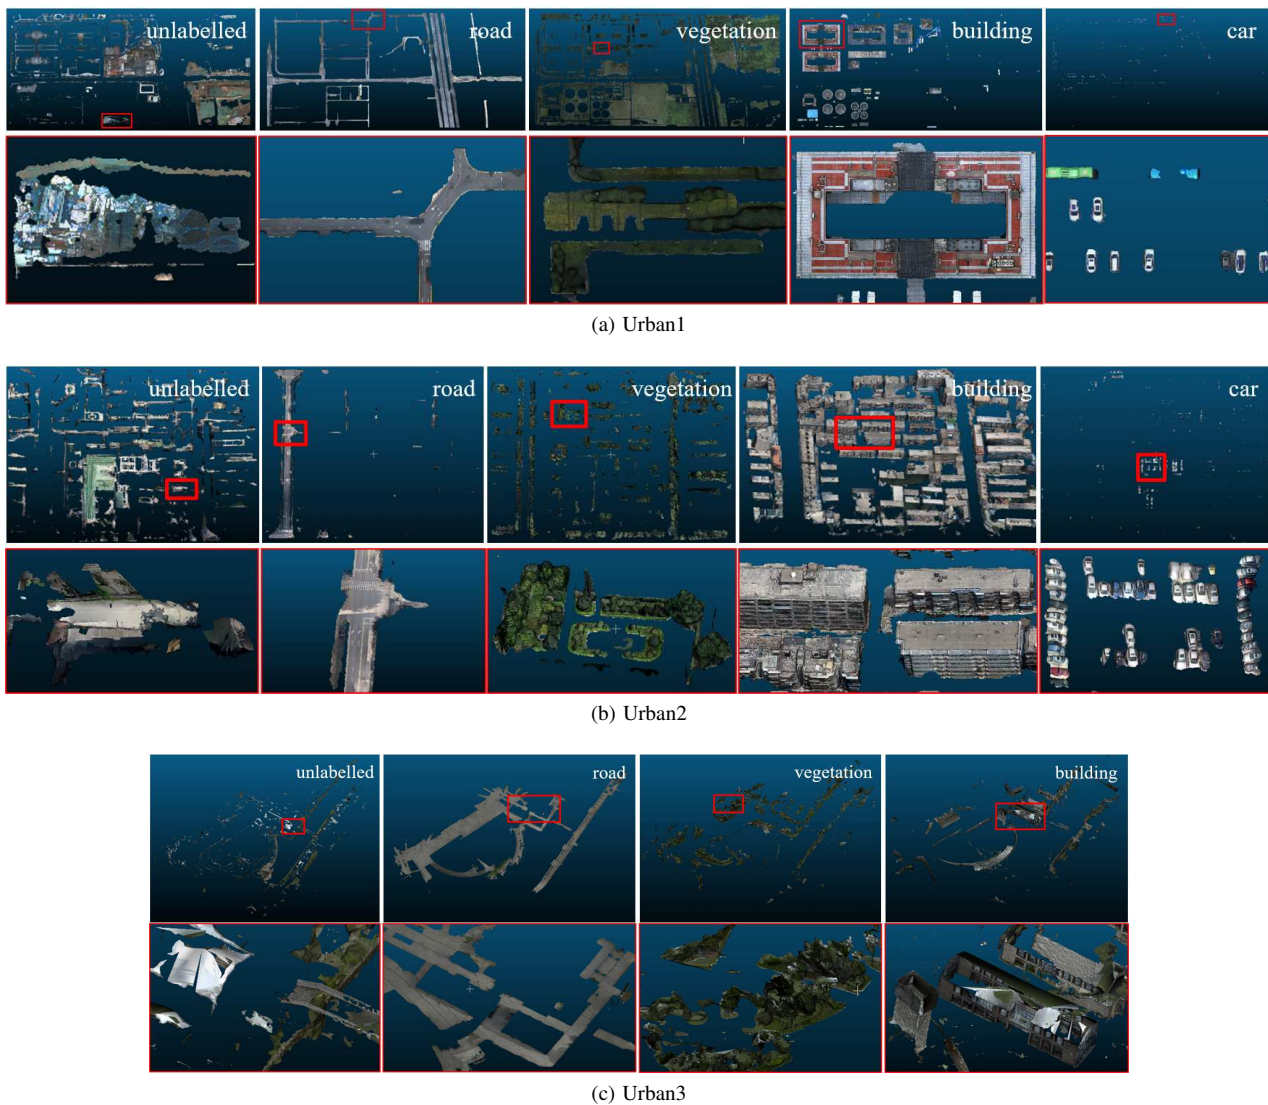 unlabelled road vegetation building car
(a) Urban1
unlabelled road vegetation building car
(b) Urban2
unlabelled road vegetation building
(c) Urban3